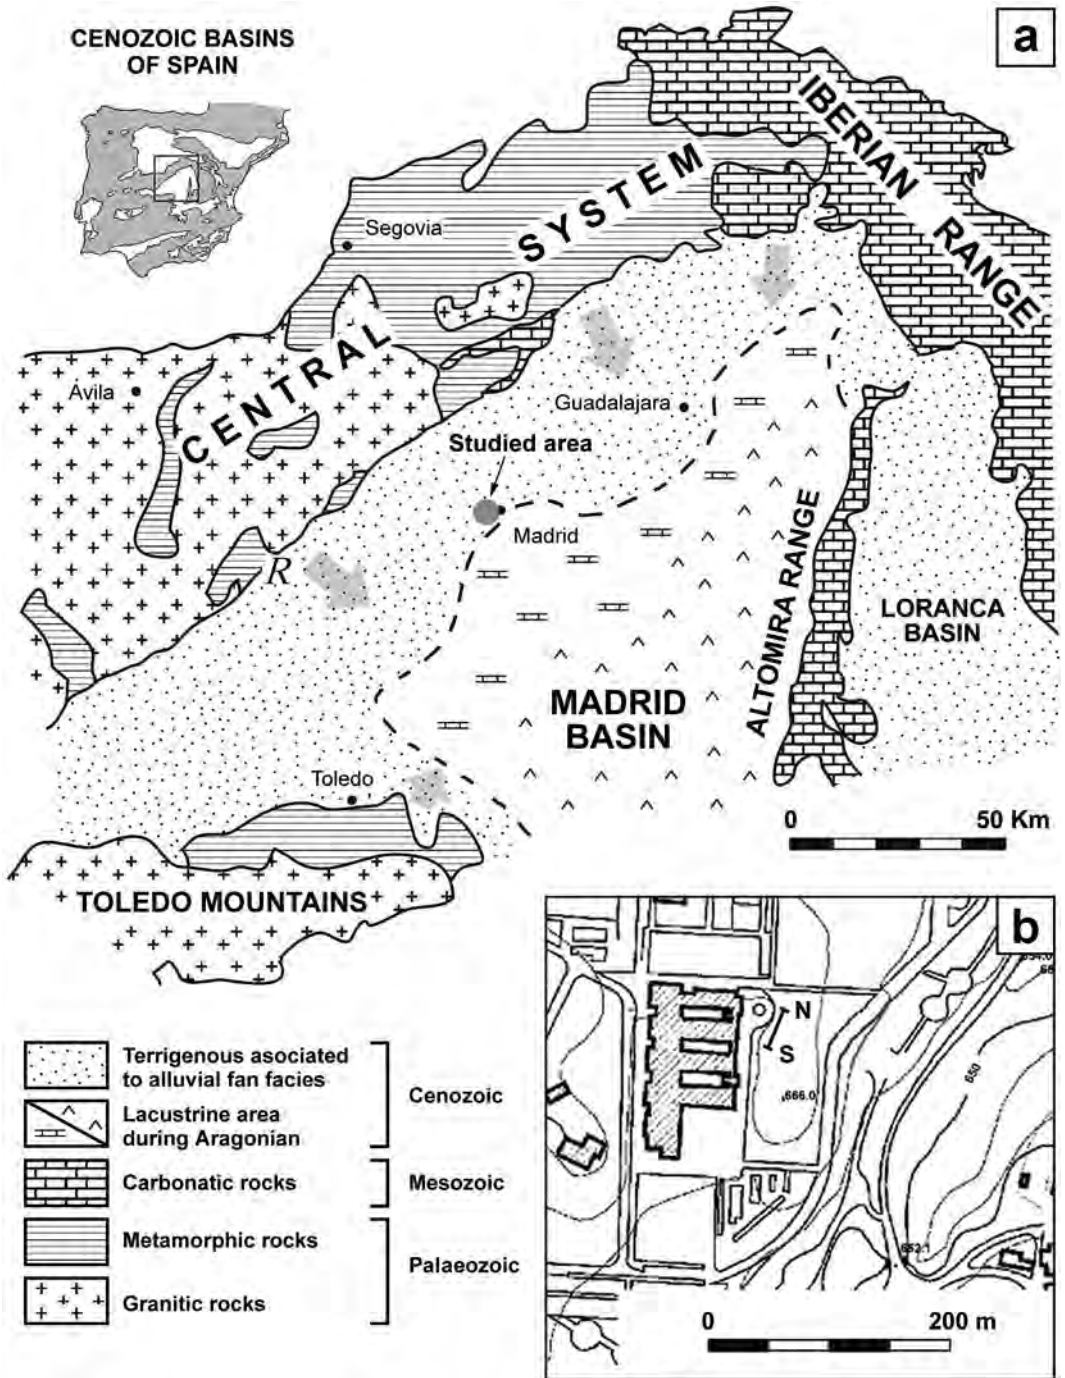 CENOZOIC BASINS
OF SPAIN
a
IBERIAN RANGE
SYSTEM
Segovia
CENTRAL
Ávila
Guadalajara
Studied area
Madrid
R
ALTOMIRA RANGE
LORANCA
BASIN
MADRID
BASIN
Toledo
0 50 Km
TOLEDO MOUNTAINS
b
N
S
650
666.0
652.1
0 200 m
Terrigenous asociated
to alluvial fan facies
Lacustrine area
during Aragonian
Cenozoic
Carbonatic rocks
Mesozoic
Metamorphic rocks
Palaeozoic
Granitic rocks